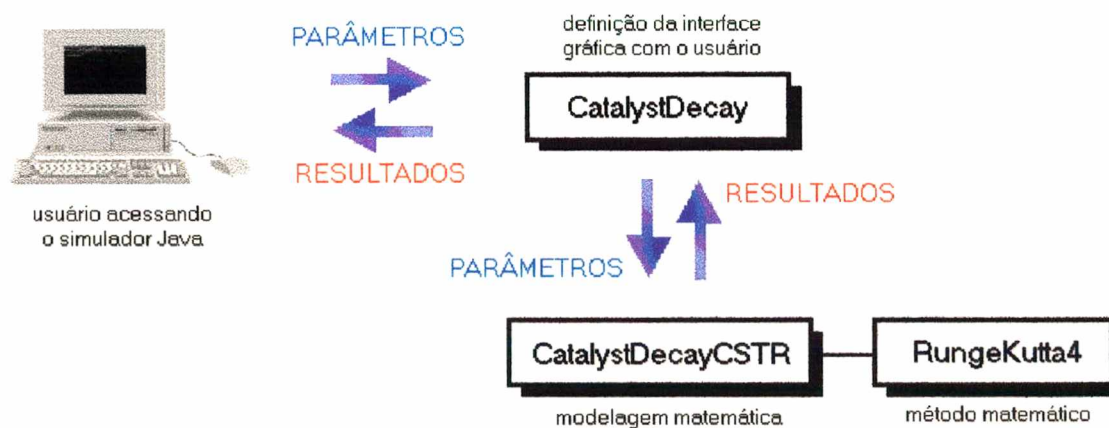 PARÂMETROS
RESULTADOS
usuário acessando
o simulador Java
definição da interface
gráfica com o usuário
CatalystDecay
RESULTADOS
PARÂMETROS
CatalystDecayCSTR
modelagem matemática
RungeKutta4
método matemático